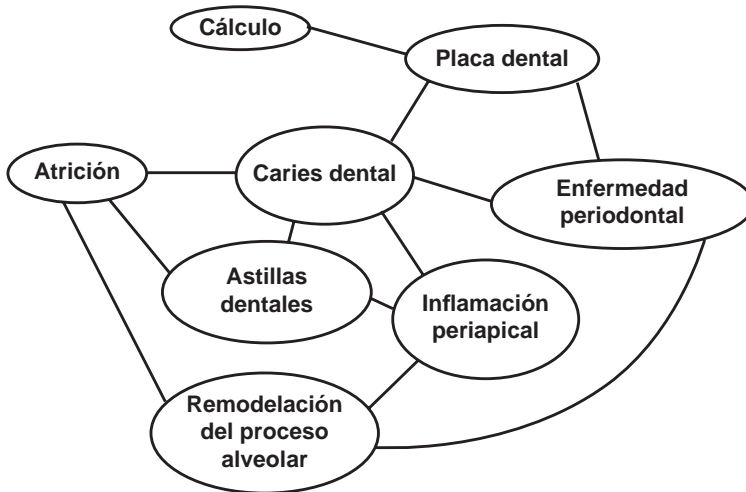 Cálculo
Placa dental
Atrición
Caries dental
Enfermedad
periodontal
Astillas
dentales
Inflamación
periapical
Remodelación
del proceso
alveolar